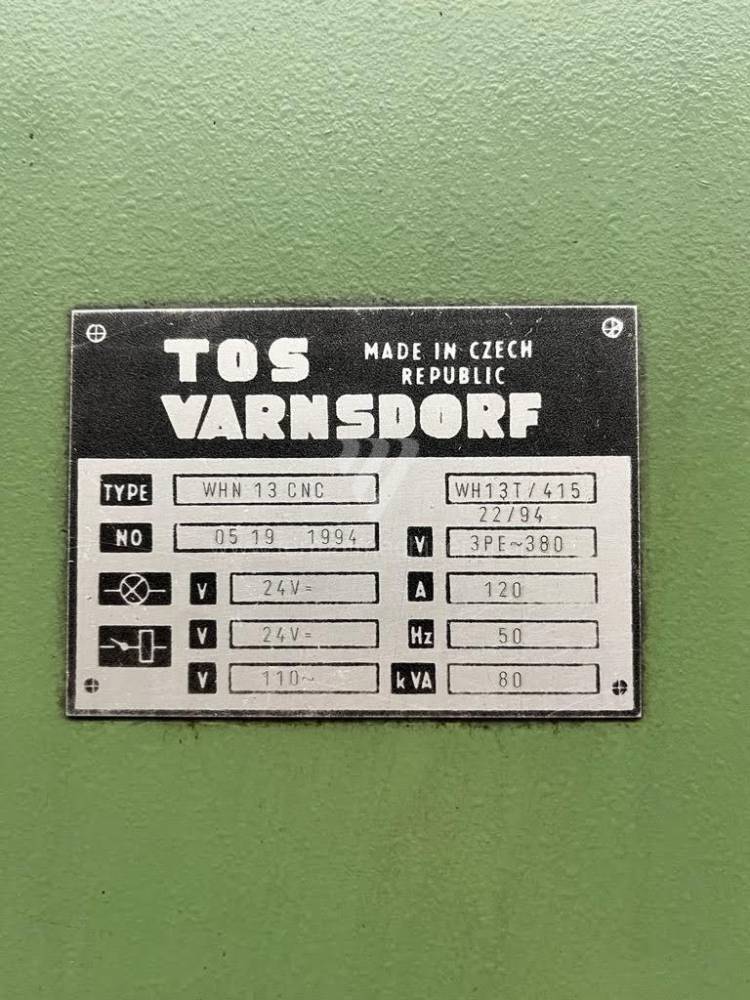 TOS MADE IN CZECH
REPUBLIC
VARNSDORF
TYPE WHN 13 CNC WH13T/415
22/94
NO 05 19 1994 V 3PE~380
V 24V= A 120
V 24V= Hz 50
V 110~ kVA 80